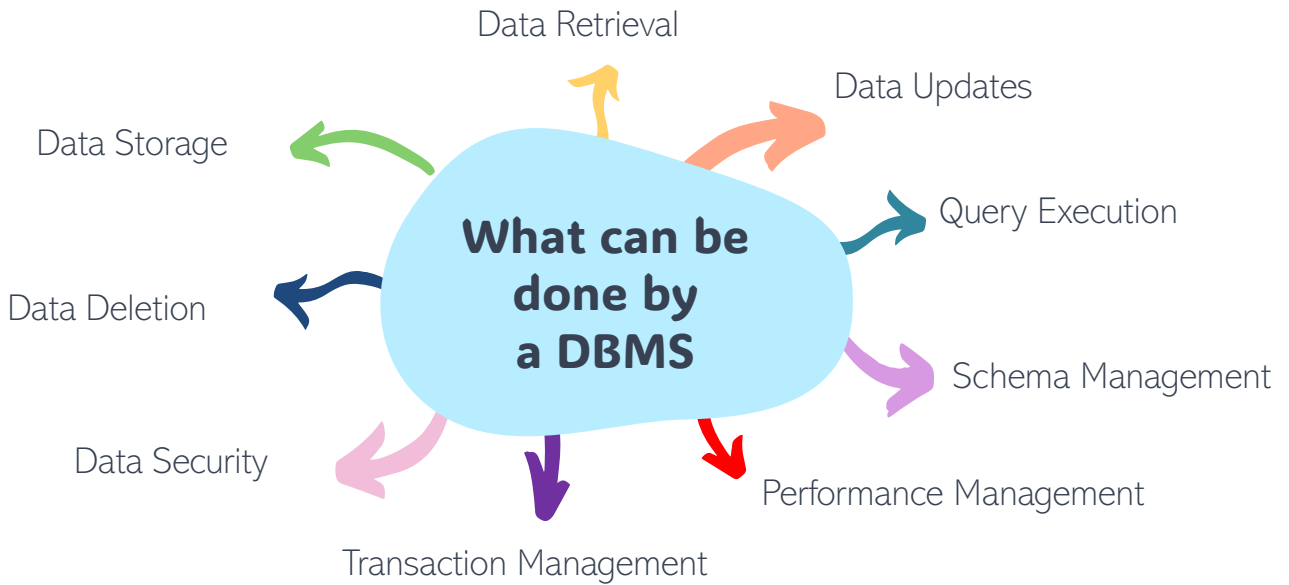 Data Retrieval
Data Updates
Data Storage
Query Execution
What can be
done by
a DBMS
Data Deletion
Schema Management
Data Security
Performance Management
Transaction Management